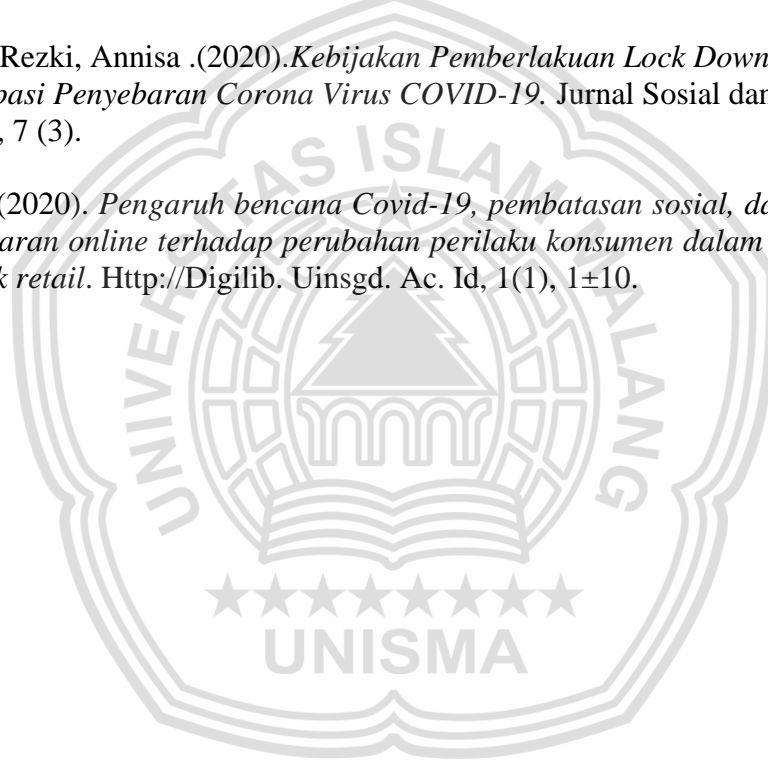 Rezki, Annisa .(2020).Kebijakan Pemberlakuan Lock Down
pasi Penyebaran Corona Virus COVID-19. Jurnal Sosial dan
, 7 (3).
(2020). Pengaruh bencana Covid-19, pembatasan sosial, da
aran online terhadap perubahan perilaku konsumen dalam
k retail. Http://Digilib. Uinsgd. Ac. Id, 1(1), 1±10.
UNIVERSITAS ISLAM MALANG
UNISMA